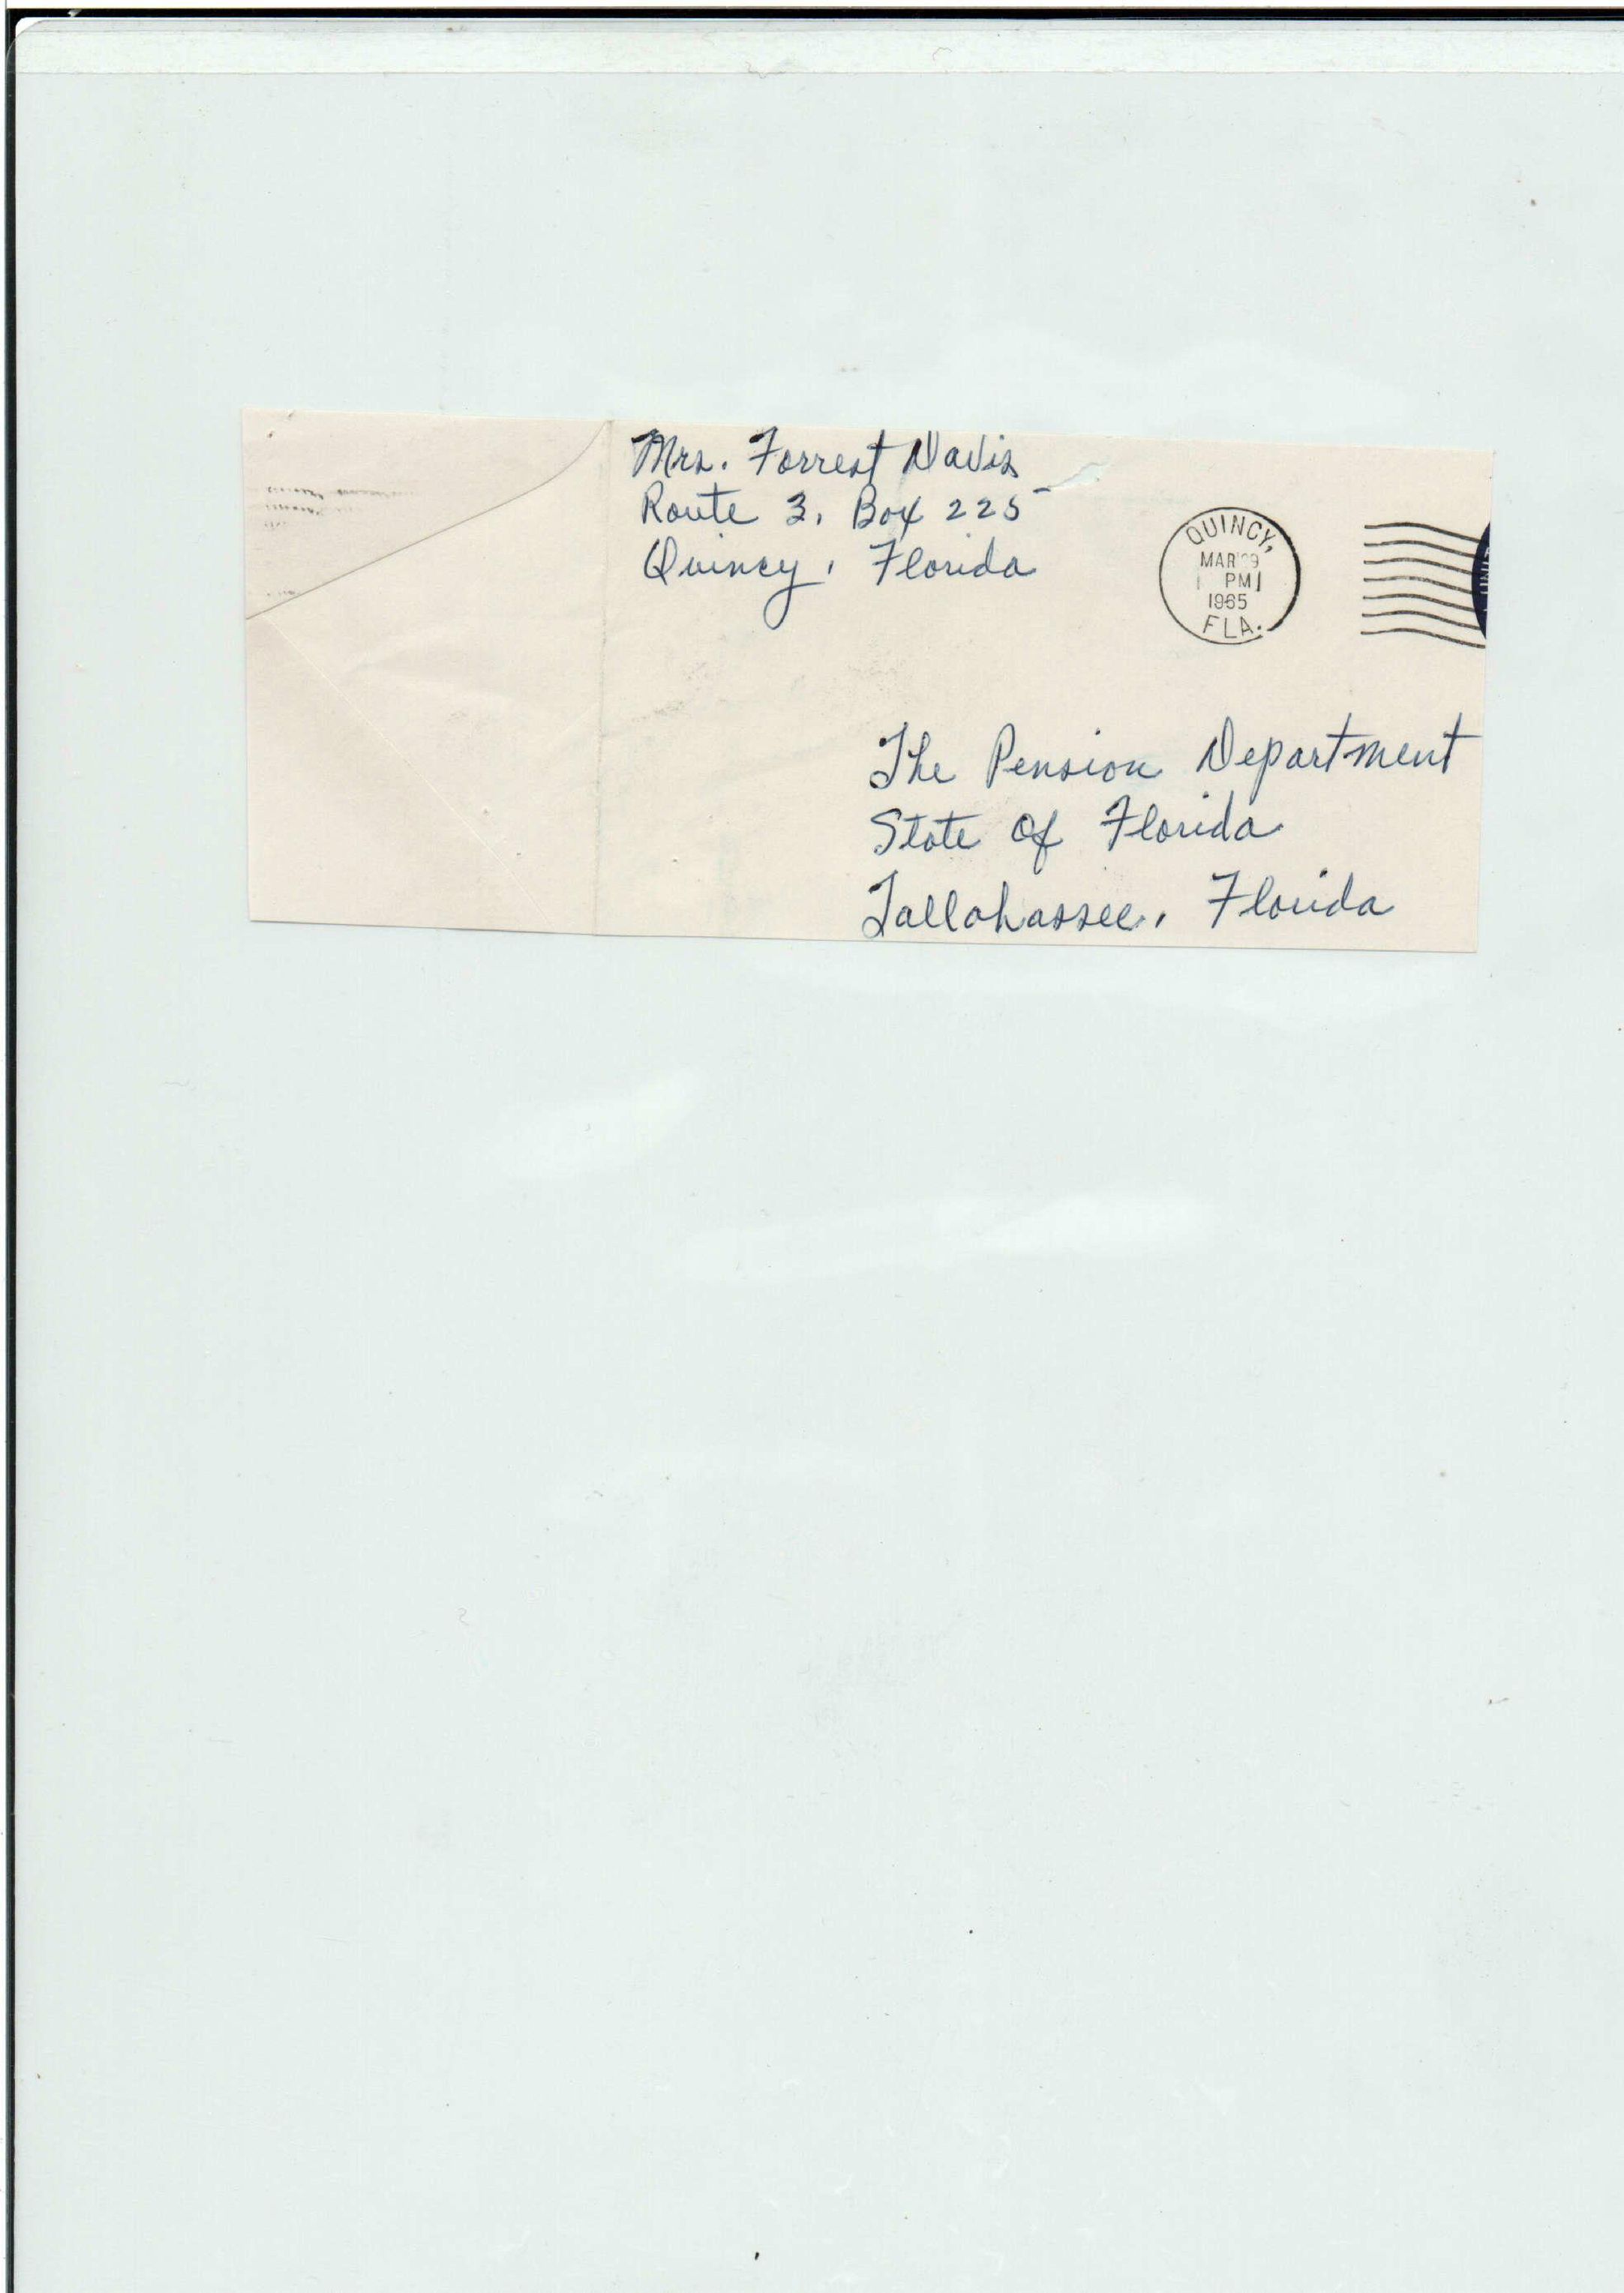 Mrs. Forrest Davis
Route 3, Box 225
Quincy, Florida
QUINCY,
MAR 29
PM
1965
FLA.
The Pension Department
State of Florida
Tallahassee, Florida